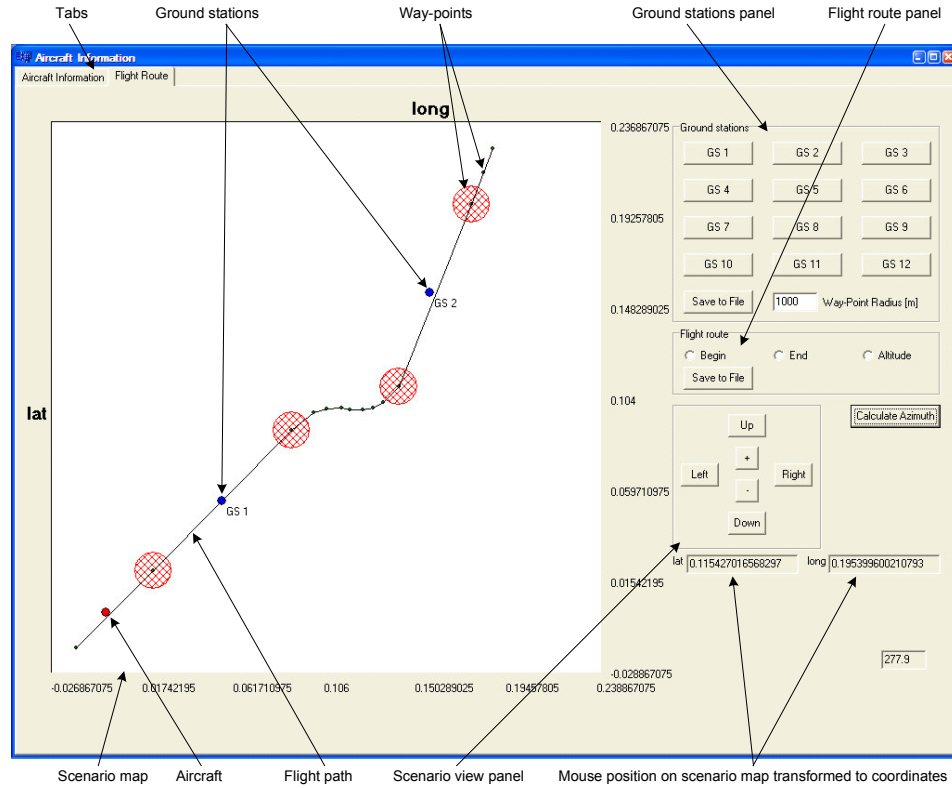 Tabs Ground stations Way-points Ground stations panel Flight route panel
Aircraft Information
Aircraft Information Flight Route
long
lat
0.236867075
0.19257805
0.148289025
0.104
0.059710975
0.01542195
-0.028867075
-0.026867075 0.01742195 0.061710975 0.106 0.150289025 0.19457805 0.238867075
GS 2
GS 1
Ground stations
GS 1 GS 2 GS 3
GS 4 GS 5 GS 6
GS 7 GS 8 GS 9
GS 10 GS 11 GS 12
Save to File 1000 Way-Point Radius [m]
Flight route
Begin End Altitude
Save to File
Calculate Azimuth
Up
+
Left Right
-
Down
lat 0.115427016568297 long 0.195399600210793
277.9
Scenario map Aircraft Flight path Scenario view panel Mouse position on scenario map transformed to coordinates